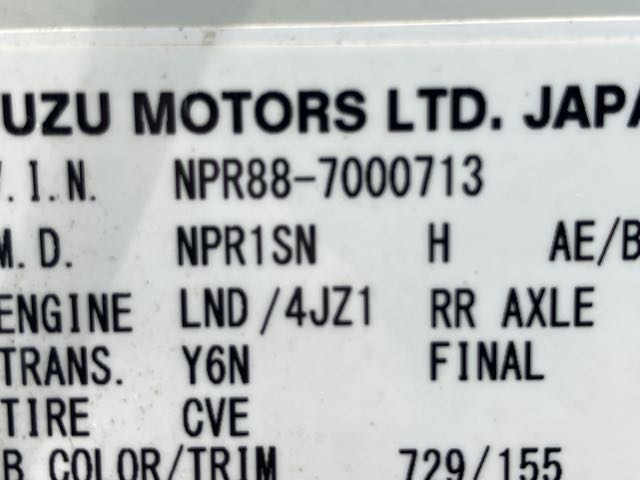 UZU MOTORS LTD. JAPA
.I.N. NPR88-7000713
M.D. NPR1SN H AE/B
ENGINE LND/4JZ1 RR AXLE
TRANS. Y6N FINAL
TIRE CVE
B COLOR/TRIM 729/155